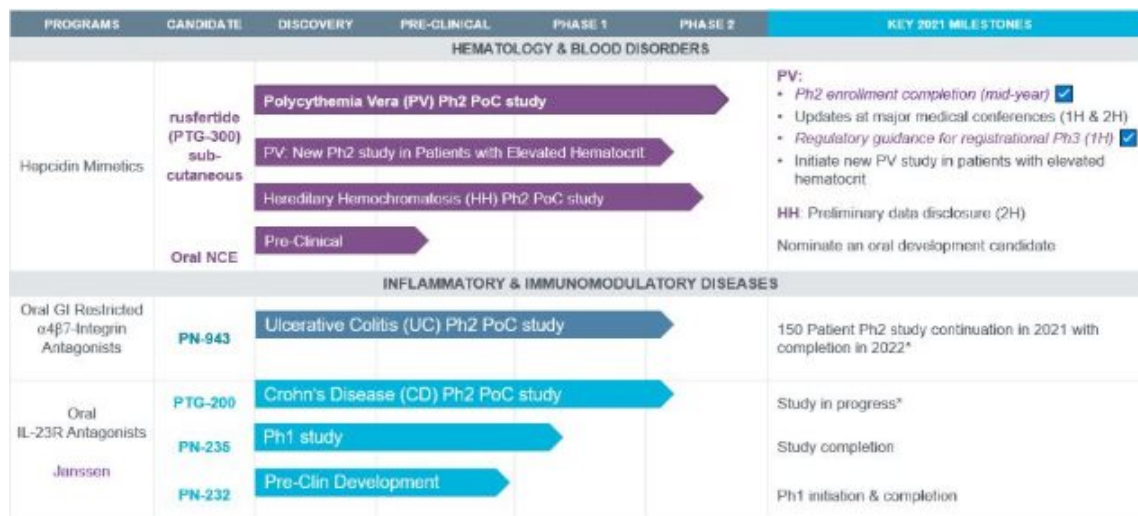 PROGRAMS CANDIDATE DISCOVERY PRE-CLINICAL PHASE 1 PHASE 2 KEY 2021 MILESTONES
HEMATOLOGY & BLOOD DISORDERS
Hepcidin Mimetics
rusfertide
(PTG-300)
sub-
cutaneous
Polycythemia Vera (PV) Ph2 PoC study
PV: New Ph2 study in Patients with Elevated Hematocrit
Hereditary Hemochromatosis (HH) Ph2 PoC study
PV:
• Ph2 enrollment completion (mid-year)
• Updates at major medical conferences (1H & 2H)
• Regulatory guidance for registrational Ph3 (1H)
• Initiate new PV study in patients with elevated
hematocrit
HH: Preliminary data disclosure (2H)
Oral NCE
Pre-Clinical
Nominate an oral development candidate
INFLAMMATORY & IMMUNOMODULATORY DISEASES
Oral GI Restricted
α4β7-Integrin
Antagonists
PN-943
Ulcerative Colitis (UC) Ph2 PoC study
150 Patient Ph2 study continuation in 2021 with
completion in 2022*
Oral
IL-23R Antagonists
Janssen
PTG-200
Crohn's Disease (CD) Ph2 PoC study
Study in progress*
PN-235
Ph1 study
Study completion
PN-232
Pre-Clin Development
Ph1 initiation & completion